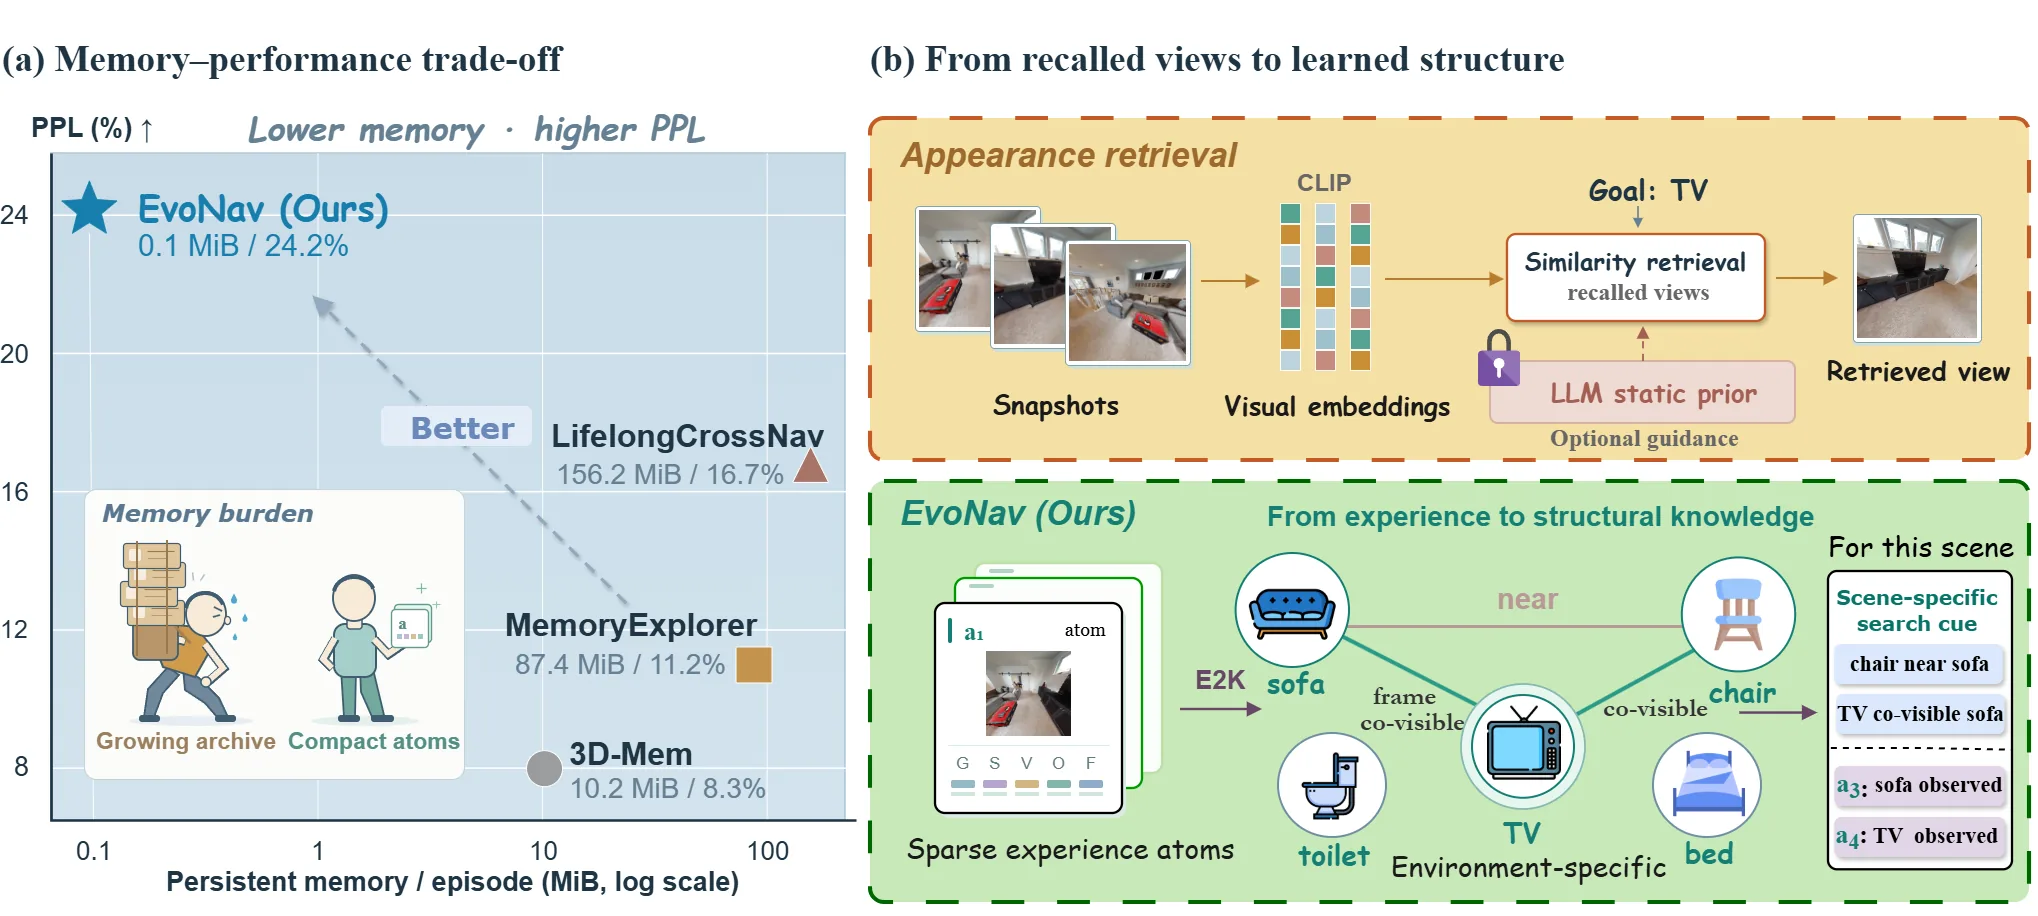 (a) Memory–performance trade-off
PPL (%) ↑
Lower memory · higher PPL
24
20
16
12
8
EvoNav (Ours)
0.1 MiB / 24.2%
Better
LifelongCrossNav
156.2 MiB / 16.7%
MemoryExplorer
87.4 MiB / 11.2%
3D-Mem
10.2 MiB / 8.3%
Memory burden
a
Growing archive
Compact atoms
0.1
1
10
100
Persistent memory / episode (MiB, log scale)
(b) From recalled views to learned structure
Appearance retrieval
Snapshots
CLIP
Visual embeddings
Goal: TV
Similarity retrieval
recalled views
LLM static prior
Optional guidance
Retrieved view
EvoNav (Ours)
From experience to structural knowledge
a₁
atom
G S V O F
Sparse experience atoms
E2K
sofa
near
chair
frame
co-visible
co-visible
toilet
TV
bed
Environment-specific
For this scene
Scene-specific
search cue
chair near sofa
TV co-visible sofa
a₃: sofa observed
a₄: TV observed